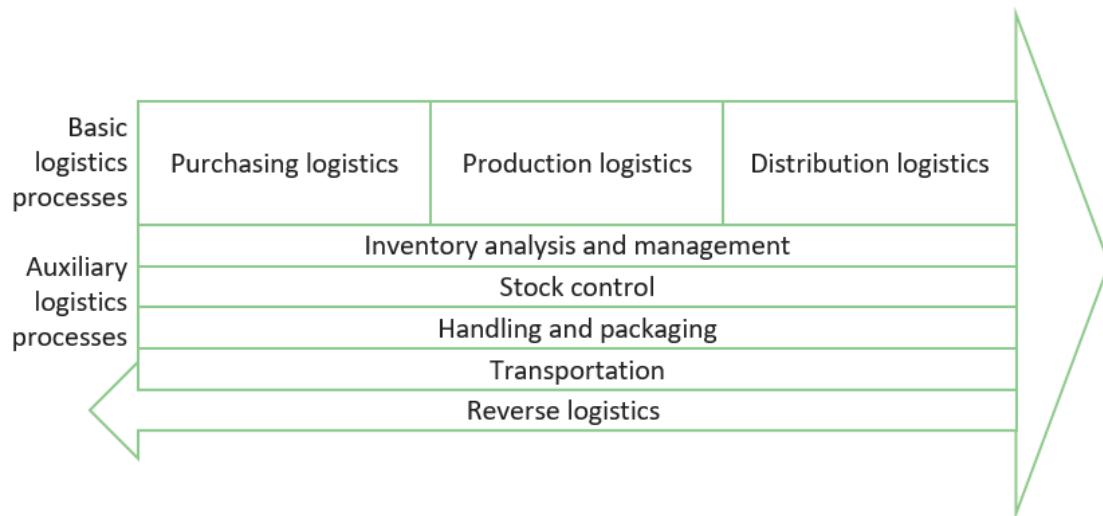 Basic
logistics
processes
Purchasing logistics
Production logistics
Distribution logistics
Auxiliary
logistics
processes
Inventory analysis and management
Stock control
Handling and packaging
Transportation
Reverse logistics